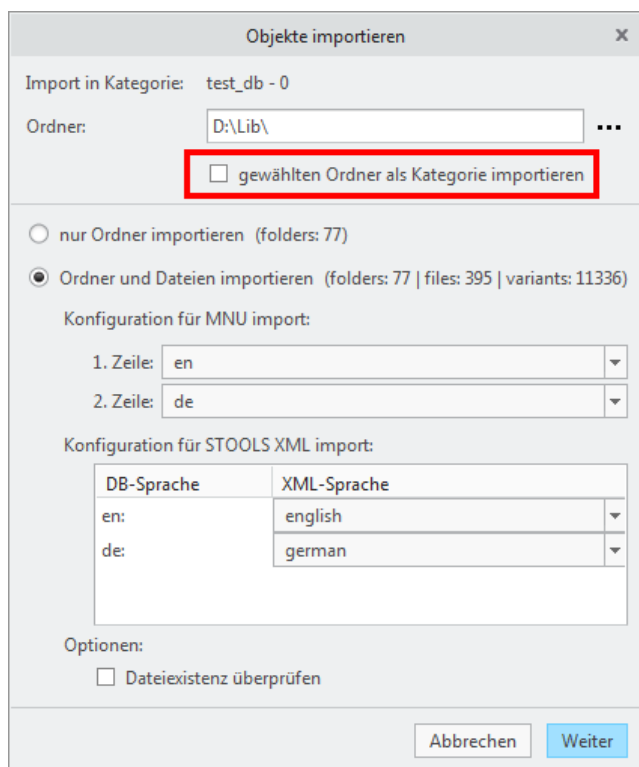 Objekte importieren
Import in Kategorie: test_db - 0
Ordner: D:\Lib\ ...
gewählten Ordner als Kategorie importieren
nur Ordner importieren (folders: 77)
Ordner und Dateien importieren (folders: 77 | files: 395 | variants: 11336)
Konfiguration für MNU import:
1. Zeile: en
2. Zeile: de
Konfiguration für STOOLS XML import:
DB-Sprache XML-Sprache
en: english
de: german
Optionen:
Dateiexistenz überprüfen
Abbrechen Weiter